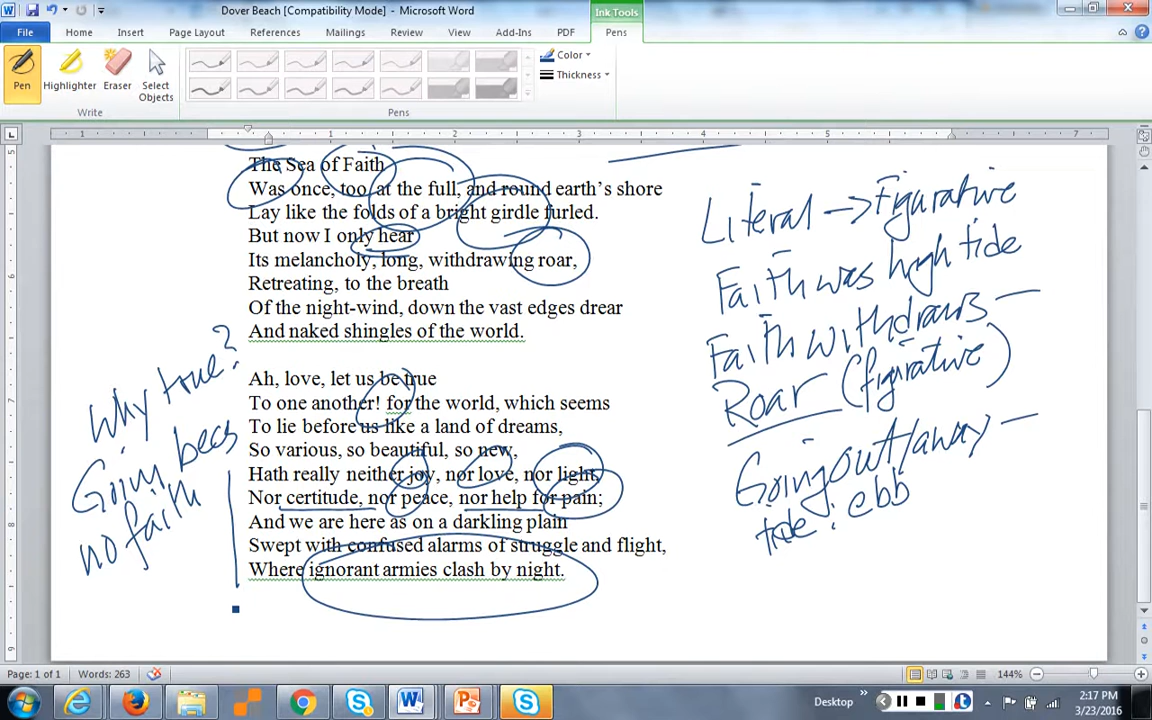 Dover Beach [Compatibility Mode] - Microsoft Word
Ink Tools
File Home Insert Page Layout References Mailings Review View Add-Ins PDF Pens
Pen Highlighter Eraser Select Objects
Color
Thickness
Write Pens
1 1 2 3 4 5 6 7
The Sea of Faith
Was once, too, at the full, and round earth's shore
Lay like the folds of a bright girdle furled.
But now I only hear
Its melancholy, long, withdrawing roar,
Retreating, to the breath
Of the night-wind, down the vast edges drear
And naked shingles of the world.
Ah, love, let us be true
To one another! for the world, which seems
To lie before us like a land of dreams,
So various, so beautiful, so new,
Hath really neither joy, nor love, nor light,
Nor certitude, nor peace, nor help for pain;
And we are here as on a darkling plain
Swept with confused alarms of struggle and flight,
Where ignorant armies clash by night.
Why true?
no faith
Literal → Figurative
Faith was high tide
Faith withdraws —
Roar (figurative)
Going out/away —
tide : ebb
Page: 1 of 1 Words: 263 144%
Desktop 2:17 PM
3/23/2016